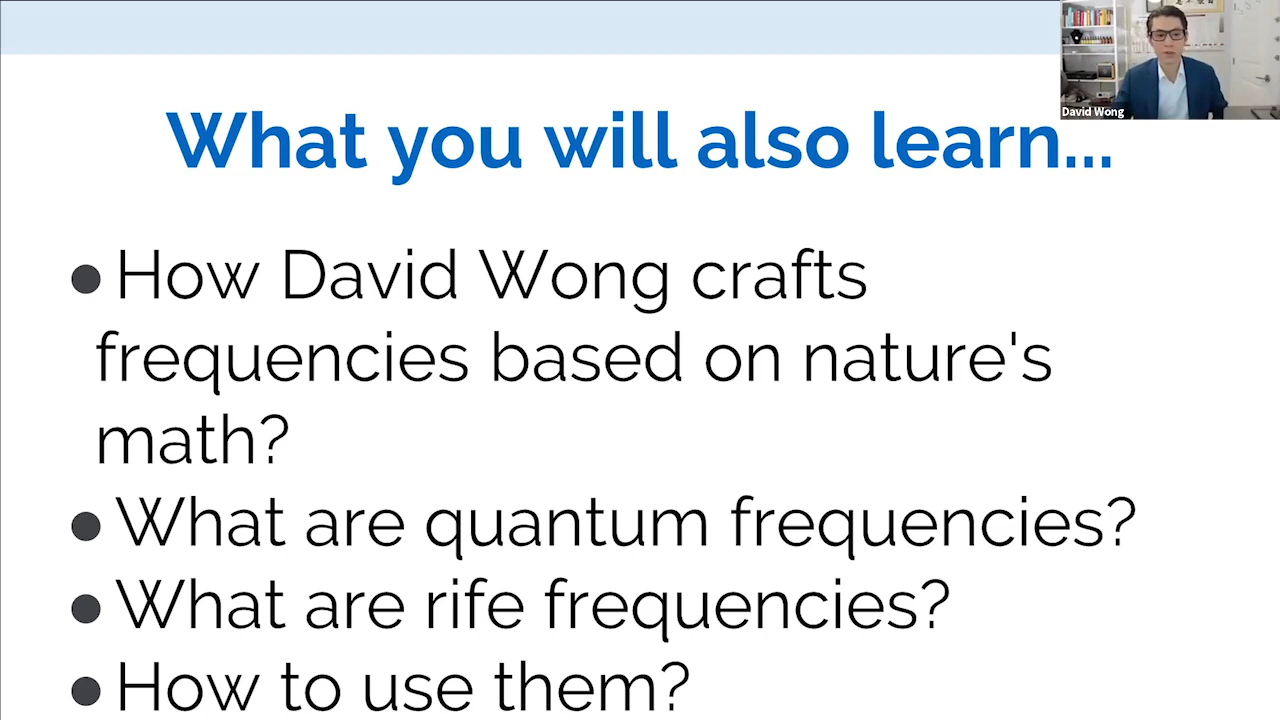 What you will also learn...
David Wong
● How David Wong crafts
frequencies based on nature's
math?
● What are quantum frequencies?
● What are rife frequencies?
● How to use them?